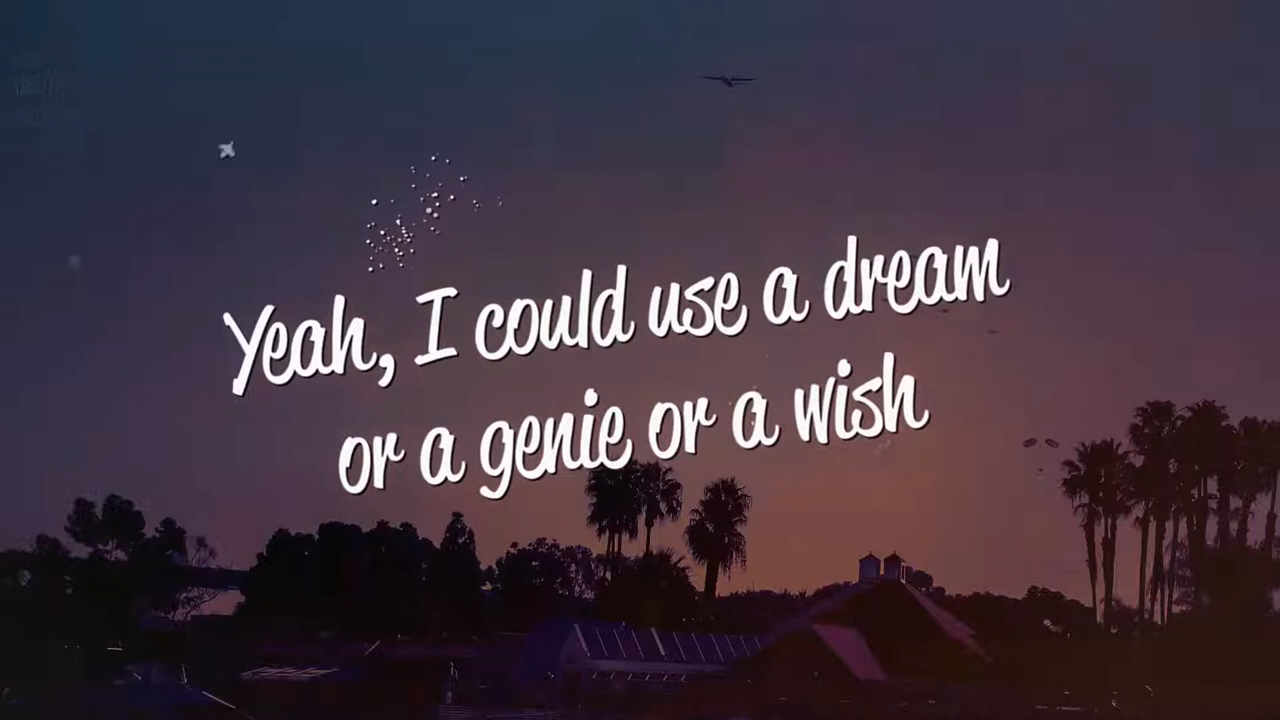 Yeah, I could use a dream
or a genie or a wish